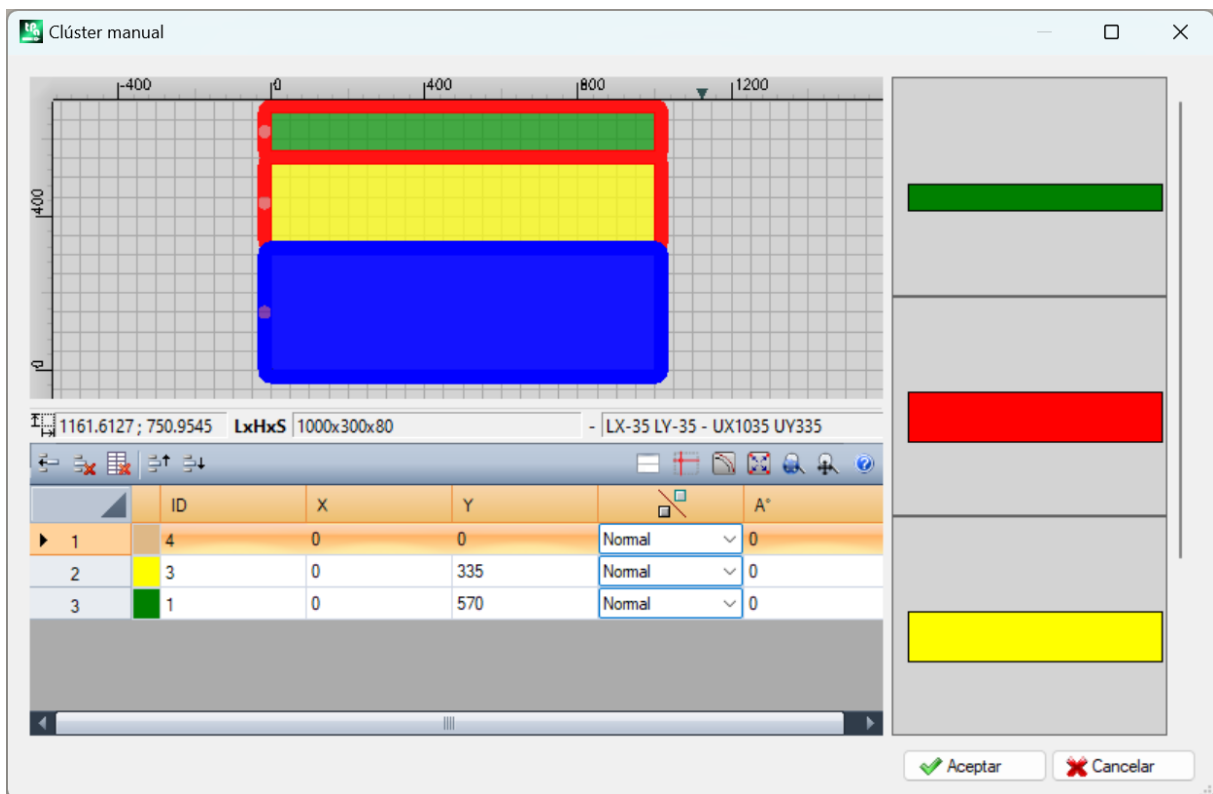 Clúster manual
-400 0 400 800 1200
400
0
1161.6127 ; 750.9545 LxHxS 1000x300x80 - LX-35 LY-35 - UX1035 UY335
ID X Y A°
1 4 0 0 Normal 0
2 3 0 335 Normal 0
3 1 0 570 Normal 0
Aceptar Cancelar